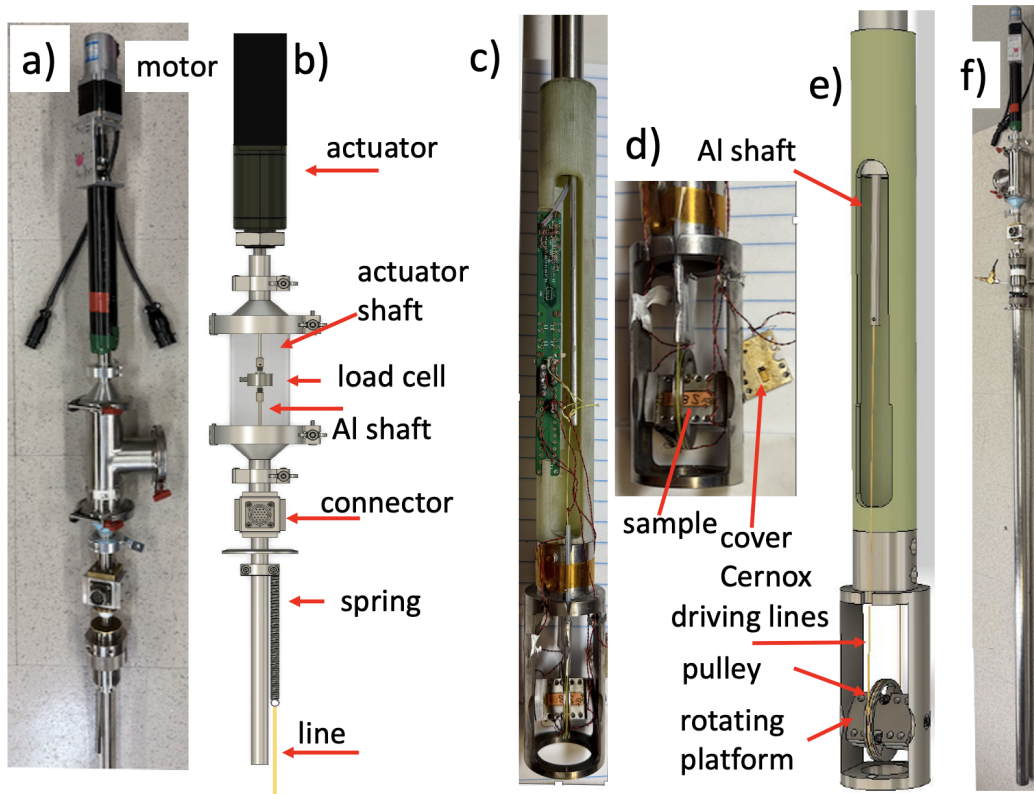 a)
motor
b)
actuator
actuator
shaft
load cell
Al shaft
connector
spring
line
c)
d)
sample
cover
Cernox
e)
Al shaft
driving lines
pulley
rotating
platform
f)